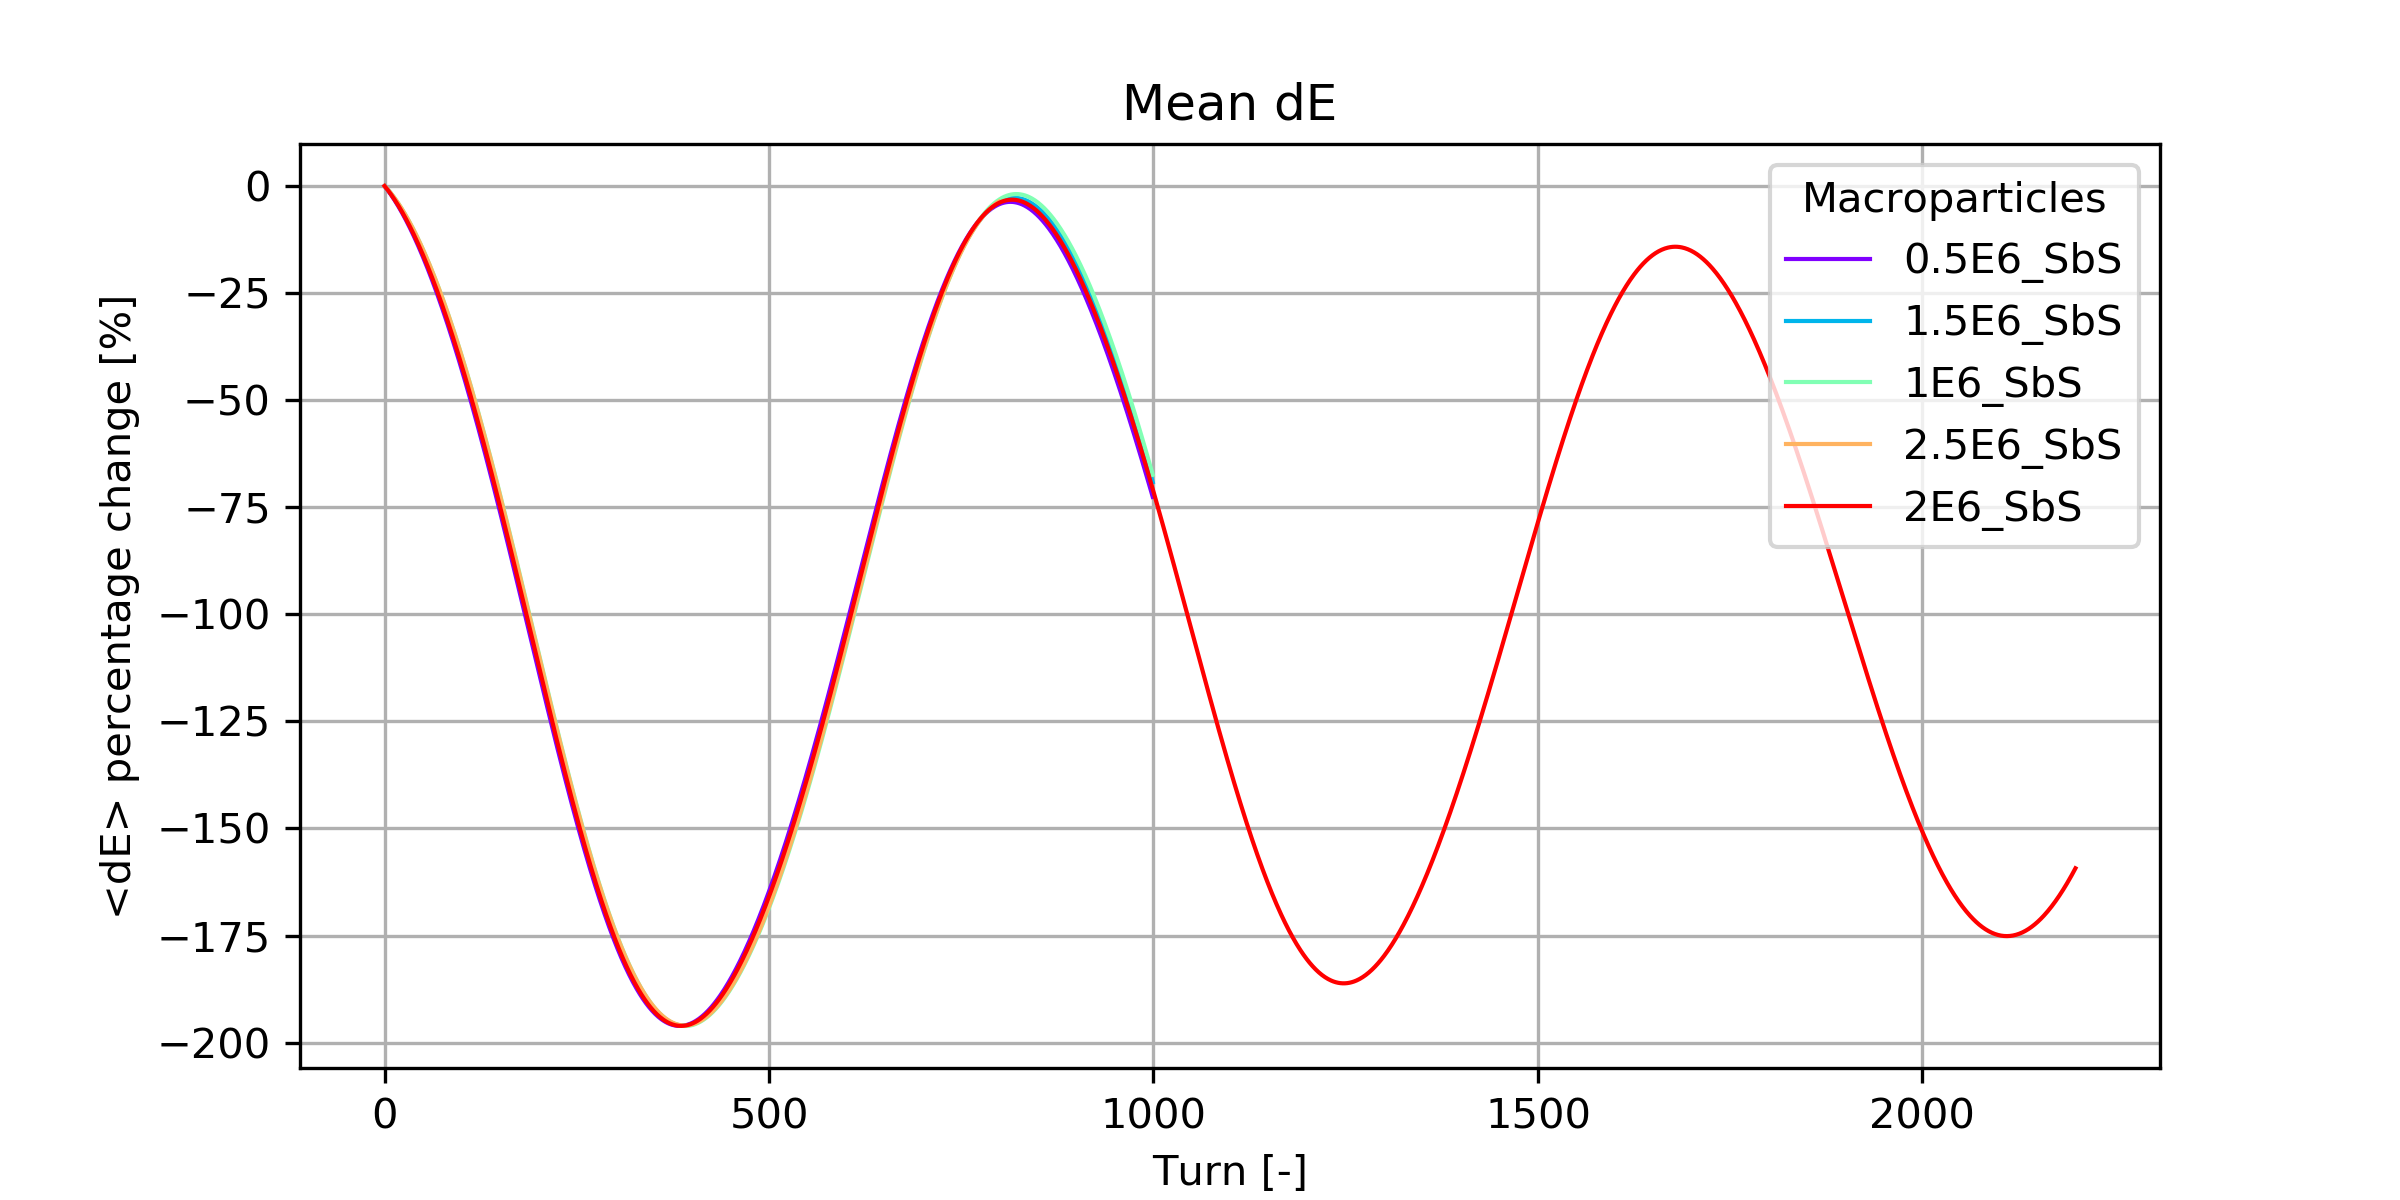 Mean dE
<dE> percentage change [%]
0
−25
−50
−75
−100
−125
−150
−175
−200
Macroparticles
0.5E6_SbS
1.5E6_SbS
1E6_SbS
2.5E6_SbS
2E6_SbS
0 500 1000 1500 2000
Turn [-]